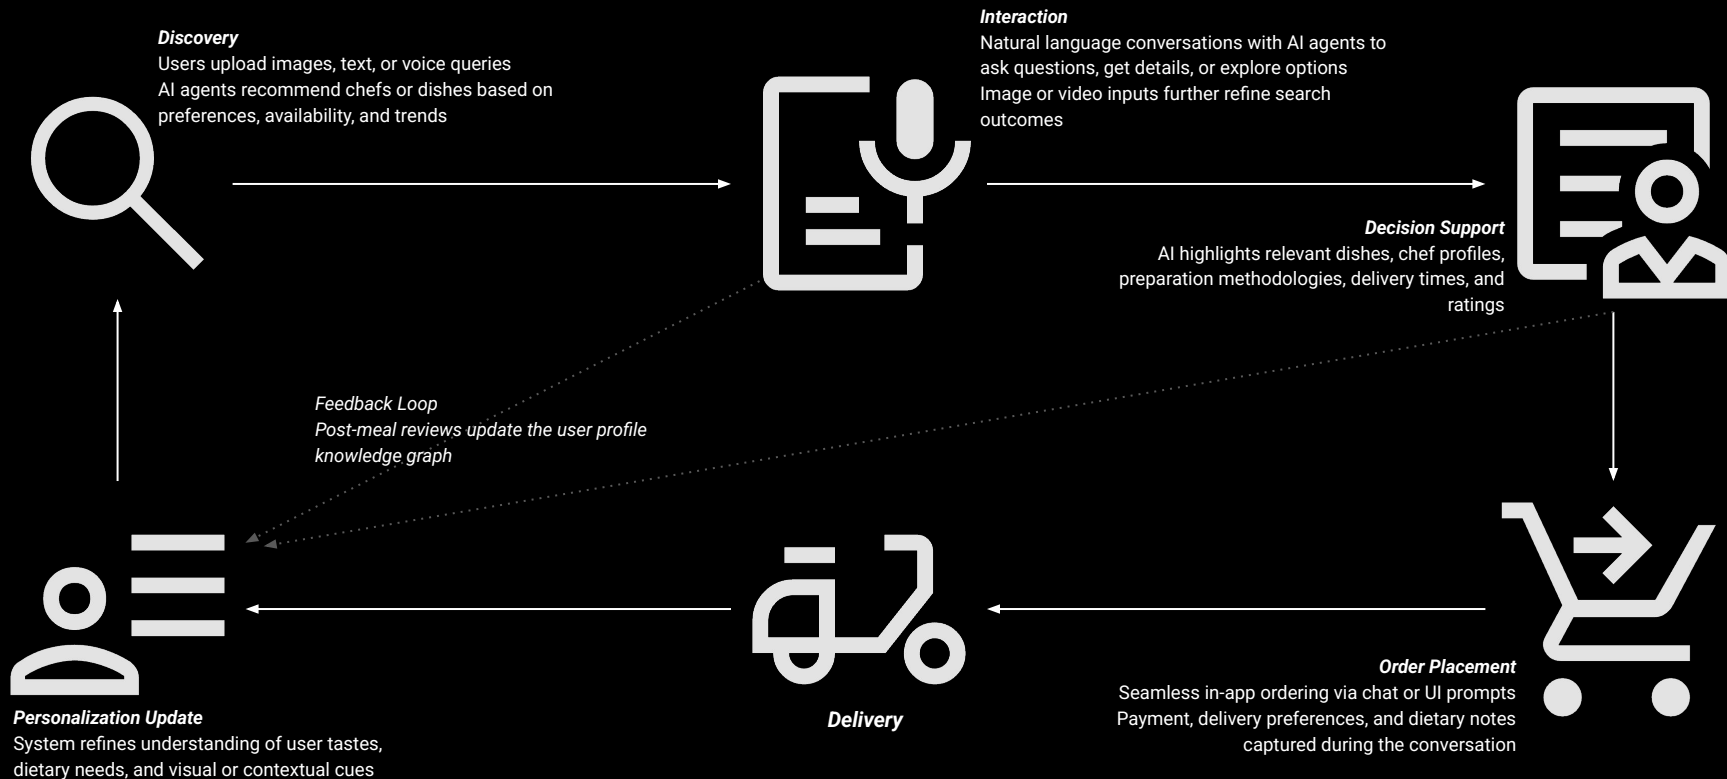 Discovery
Users upload images, text, or voice queries
AI agents recommend chefs or dishes based on
preferences, availability, and trends
Interaction
Natural language conversations with AI agents to
ask questions, get details, or explore options
Image or video inputs further refine search
outcomes
Decision Support
AI highlights relevant dishes, chef profiles,
preparation methodologies, delivery times, and
ratings
Feedback Loop
Post-meal reviews update the user profile
knowledge graph
Order Placement
Seamless in-app ordering via chat or UI prompts
Payment, delivery preferences, and dietary notes
captured during the conversation
Delivery
Personalization Update
System refines understanding of user tastes,
dietary needs, and visual or contextual cues